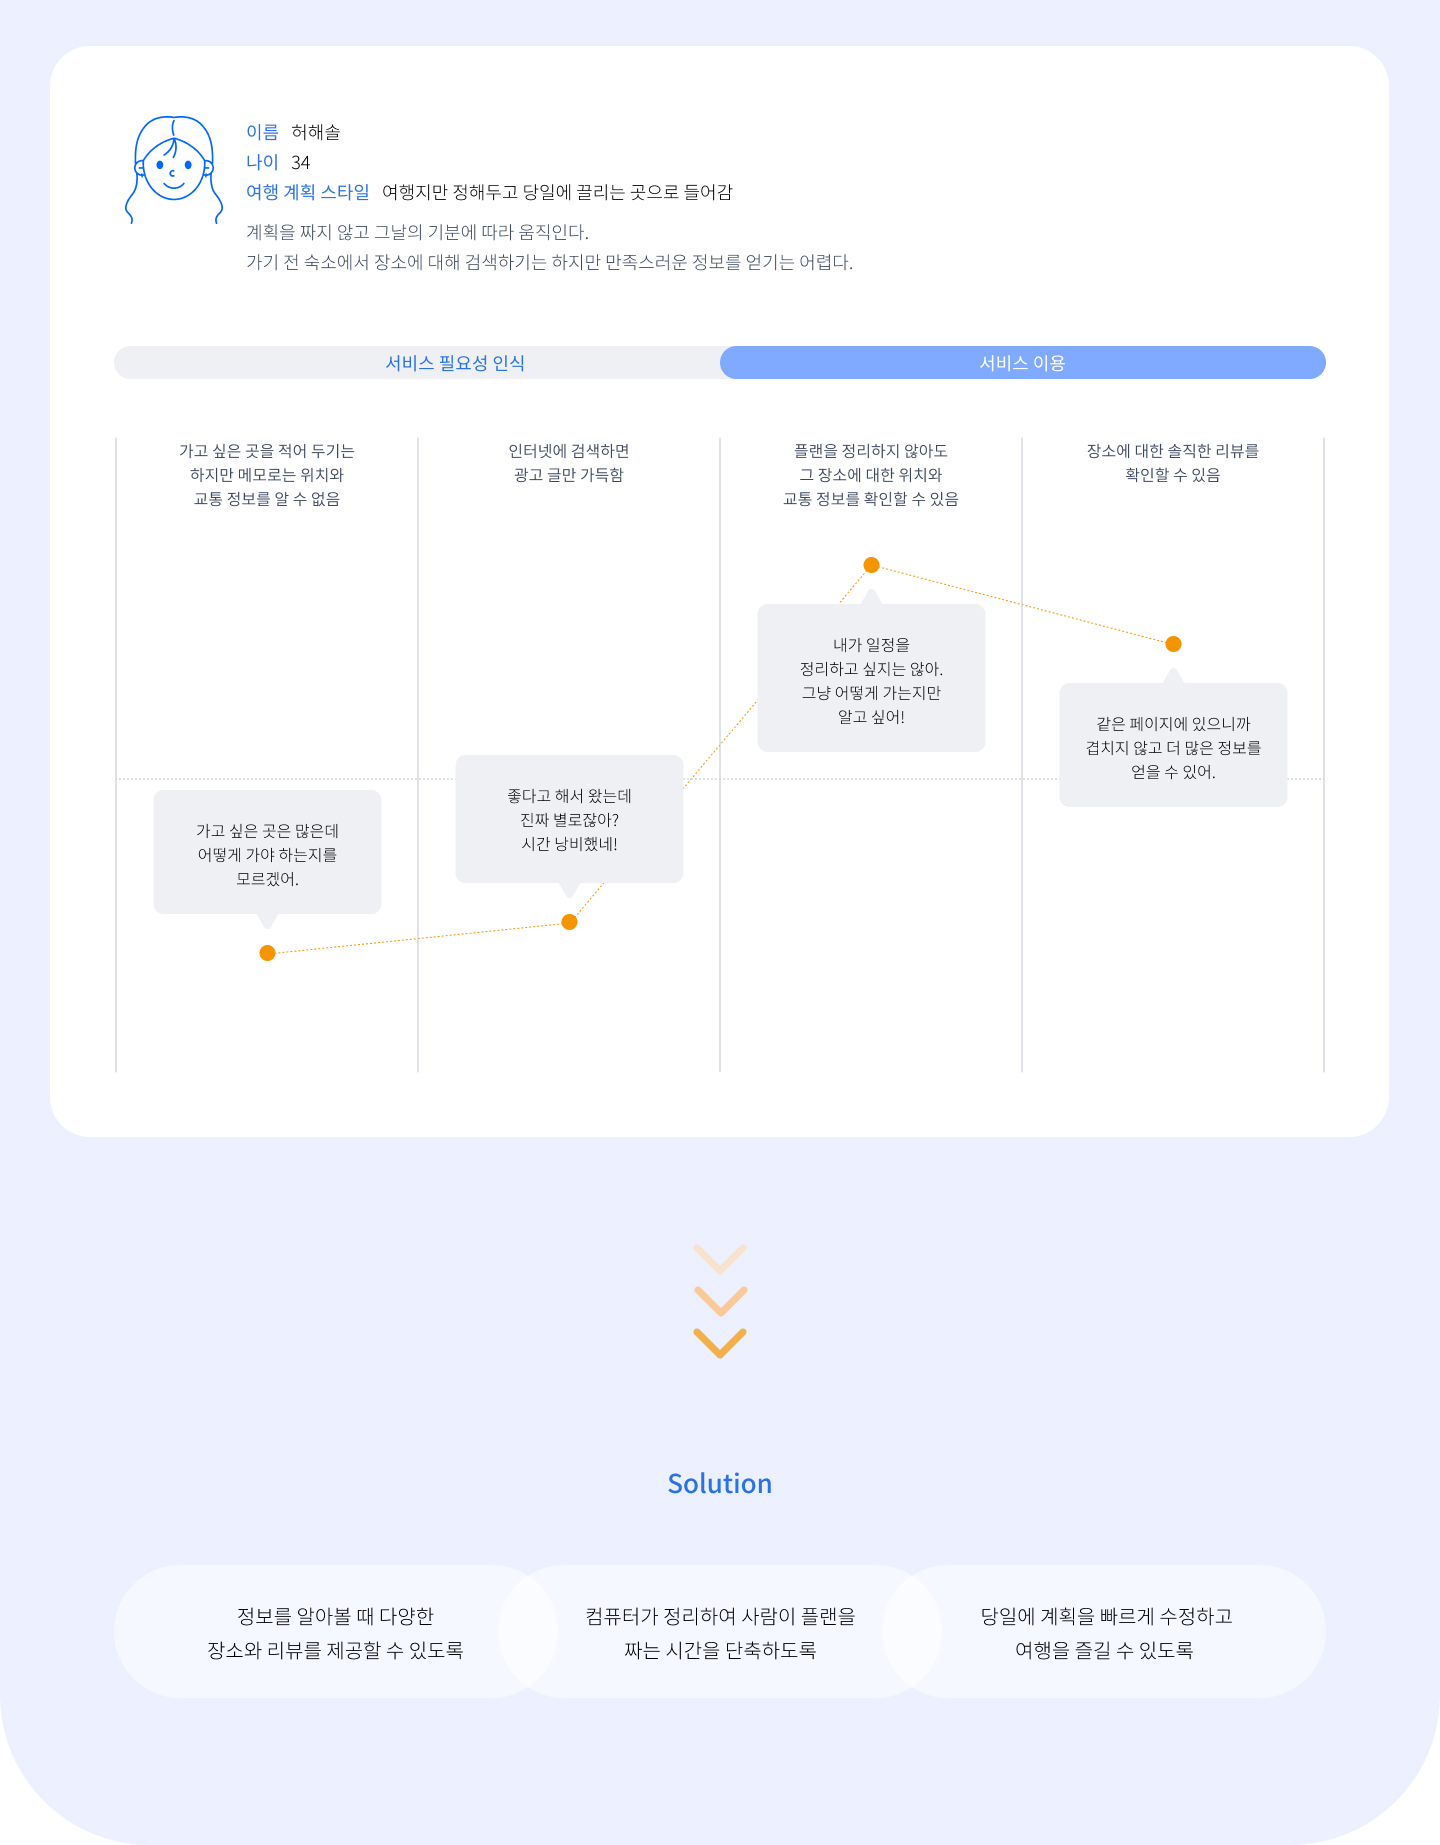 이름 허해솔
나이 34
여행 계획 스타일 여행지만 정해두고 당일에 끌리는 곳으로 들어감
계획을 짜지 않고 그날의 기분에 따라 움직인다.
가기 전 숙소에서 장소에 대해 검색하기는 하지만 만족스러운 정보를 얻기는 어렵다.
서비스 필요성 인식
서비스 이용
가고 싶은 곳을 적어 두기는
하지만 메모로는 위치와
교통 정보를 알 수 없음
인터넷에 검색하면
광고 글만 가득함
플랜을 정리하지 않아도
그 장소에 대한 위치와
교통 정보를 확인할 수 있음
장소에 대한 솔직한 리뷰를
확인할 수 있음
가고 싶은 곳은 많은데
어떻게 가야 하는지를
모르겠어.
좋다고 해서 왔는데
진짜 별로잖아?
시간 낭비했네!
내가 일정을
정리하고 싶지는 않아.
그냥 어떻게 가는지만
알고 싶어!
같은 페이지에 있으니까
겹치지 않고 더 많은 정보를
얻을 수 있어.
Solution
정보를 알아볼 때 다양한
장소와 리뷰를 제공할 수 있도록
컴퓨터가 정리하여 사람이 플랜을
짜는 시간을 단축하도록
당일에 계획을 빠르게 수정하고
여행을 즐길 수 있도록